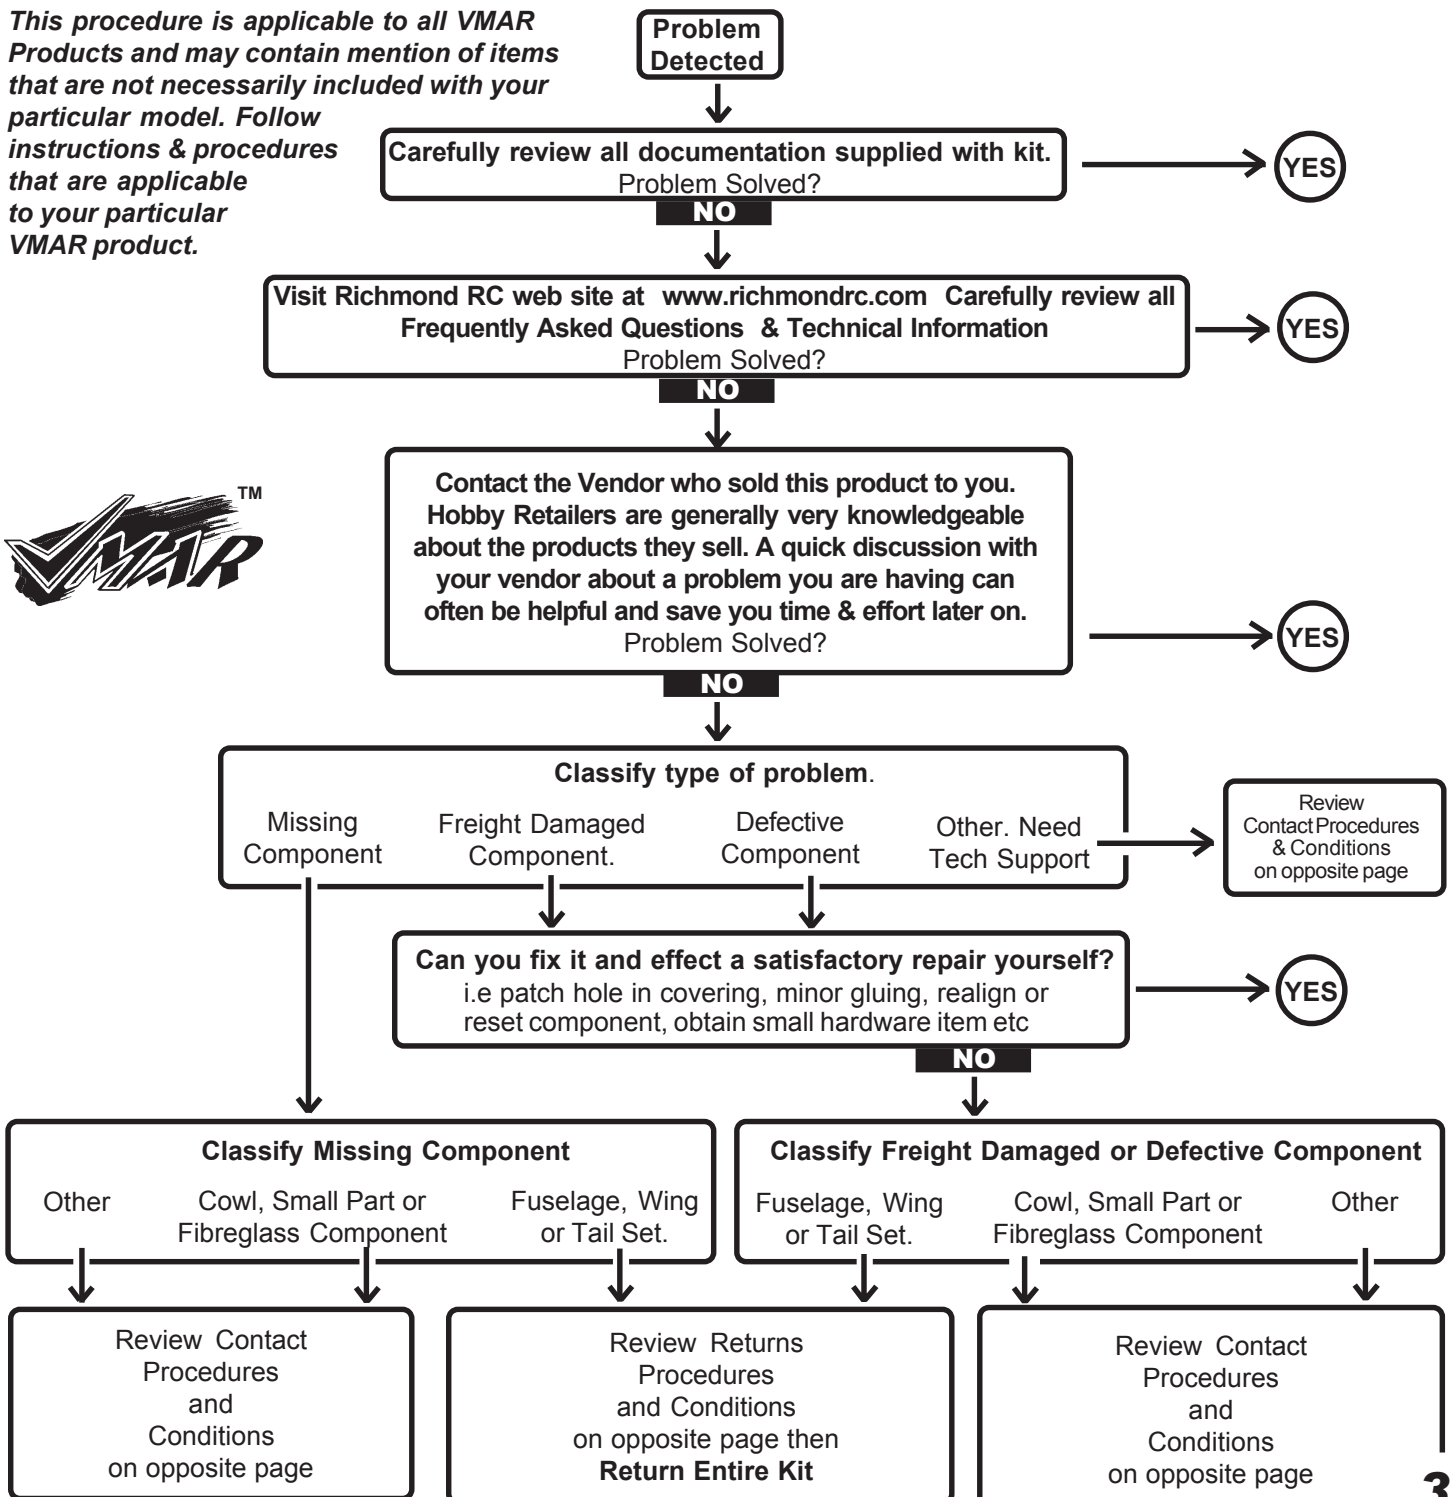 This procedure is applicable to all VMAR
Products and may contain mention of items
that are not necessarily included with your
particular model. Follow
instructions & procedures
that are applicable
to your particular
VMAR product.
Problem
Detected
Carefully review all documentation supplied with kit.
Problem Solved?
YES
NO
Visit Richmond RC web site at www.richmondrc.com Carefully review all
Frequently Asked Questions & Technical Information
Problem Solved?
YES
NO
VMAR TM
Contact the Vendor who sold this product to you.
Hobby Retailers are generally very knowledgeable
about the products they sell. A quick discussion with
your vendor about a problem you are having can
often be helpful and save you time & effort later on.
Problem Solved?
YES
NO
Classify type of problem.
Missing
Component
Freight Damaged
Component.
Defective
Component
Other. Need
Tech Support
Review
Contact Procedures
& Conditions
on opposite page
Can you fix it and effect a satisfactory repair yourself?
i.e patch hole in covering, minor gluing, realign or
reset component, obtain small hardware item etc
YES
NO
Classify Missing Component
Other
Cowl, Small Part or
Fibreglass Component
Fuselage, Wing
or Tail Set.
Classify Freight Damaged or Defective Component
Fuselage, Wing
or Tail Set.
Cowl, Small Part or
Fibreglass Component
Other
Review Contact
Procedures
and
Conditions
on opposite page
Review Returns
Procedures
and Conditions
on opposite page then
Return Entire Kit
Review Contact
Procedures
and
Conditions
on opposite page
3